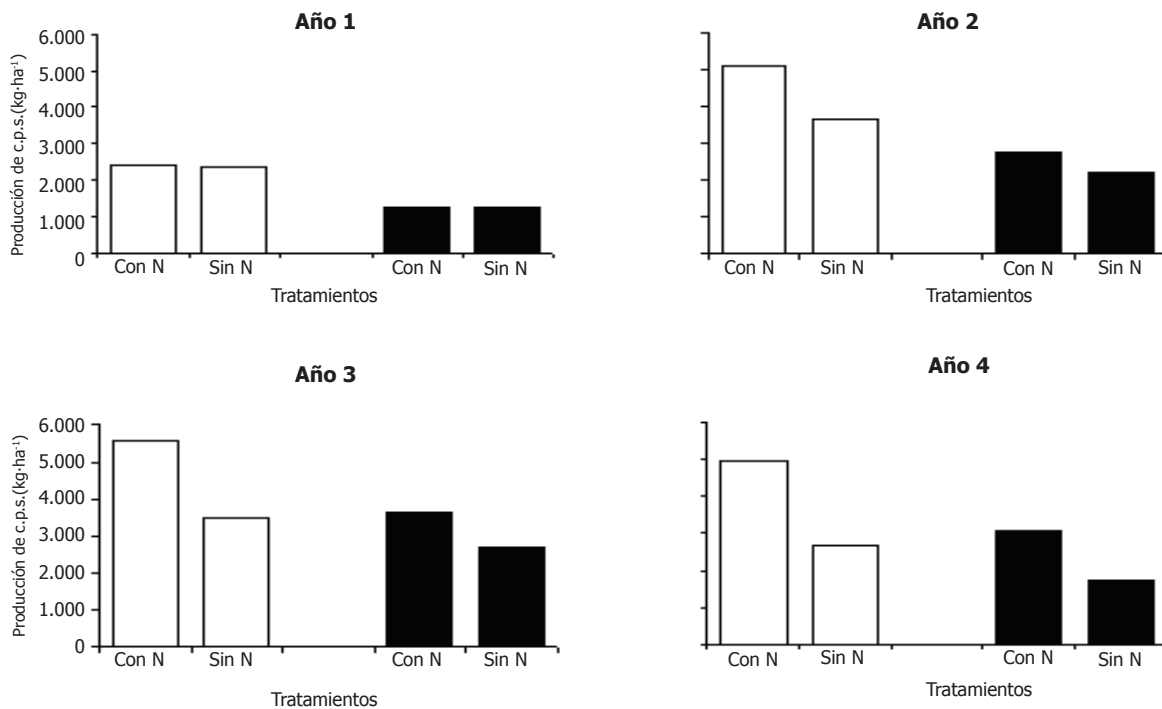 Año 1
Producción de c.p.s.(kg·ha⁻¹)
6.000
5.000
4.000
3.000
2.000
1.000
0
Con N Sin N Con N Sin N
Tratamientos
Año 2
Con N Sin N Con N Sin N
Tratamientos
Año 3
Producción de c.p.s.(kg·ha⁻¹)
6.000
5.000
4.000
3.000
2.000
1.000
0
Con N Sin N Con N Sin N
Tratamientos
Año 4
Con N Sin N Con N Sin N
Tratamientos